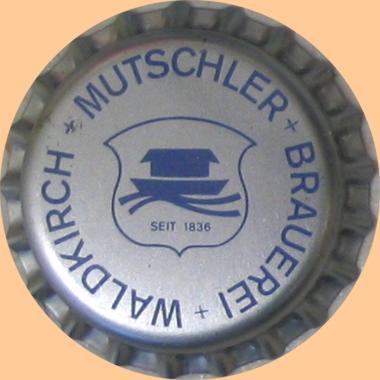 MUTSCHLER + BRAUEREI + WALDKIRCH +
SEIT 1836